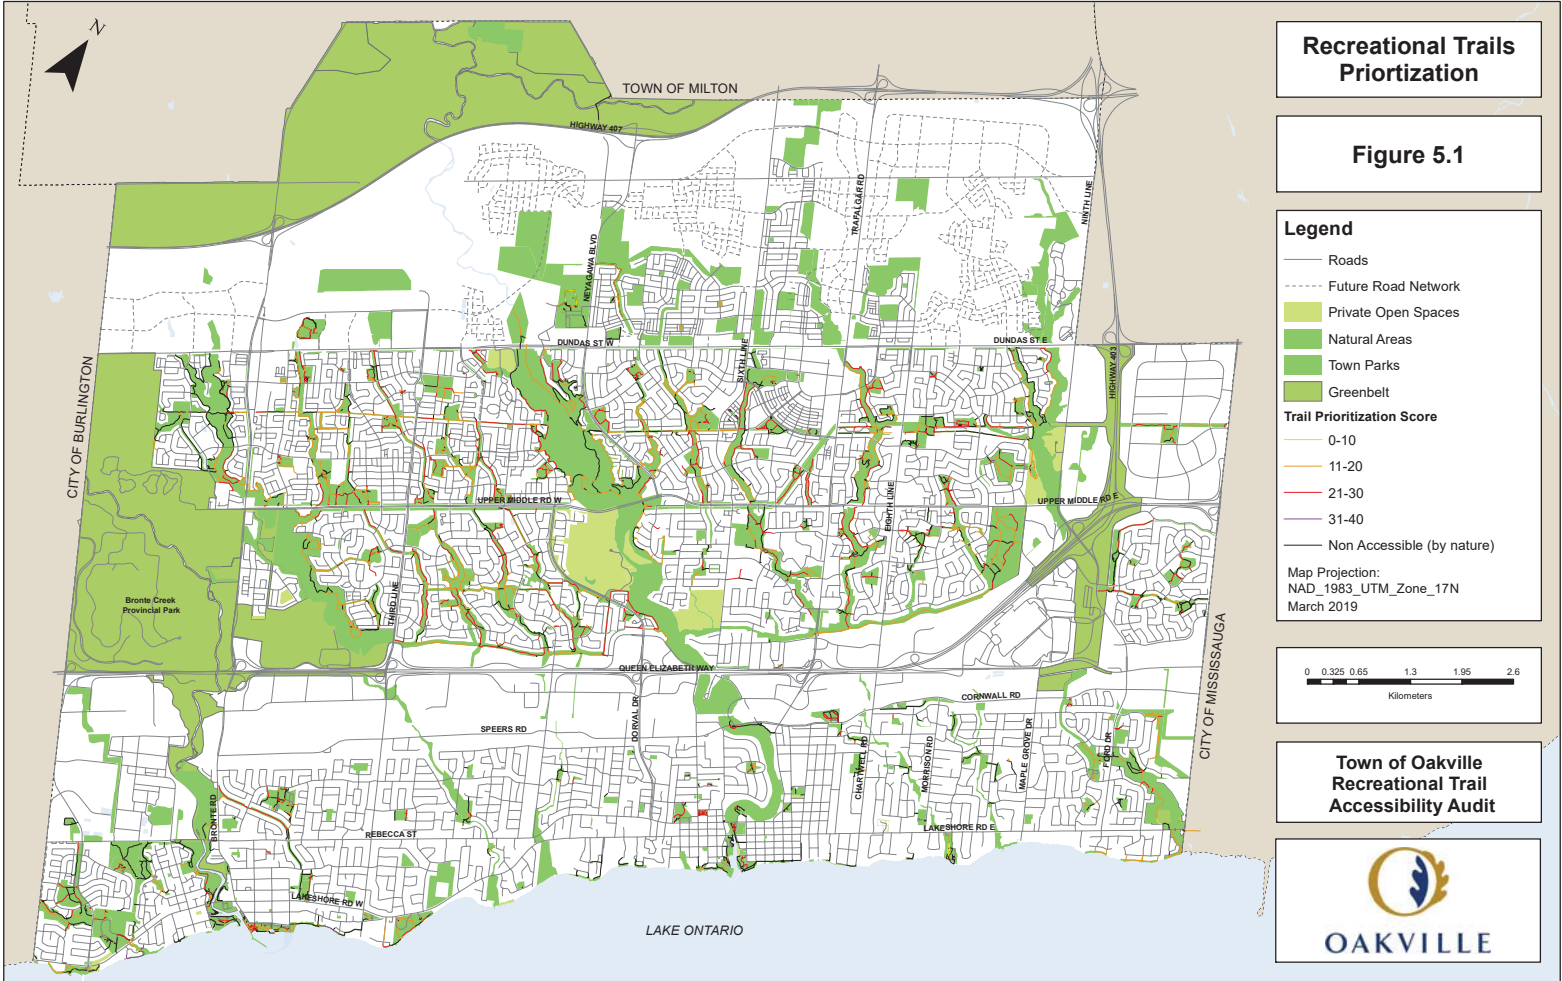 Recreational Trails
Priortization
Figure 5.1
Legend
Roads
Future Road Network
Private Open Spaces
Natural Areas
Town Parks
Greenbelt
Trail Prioritization Score
0-10
11-20
21-30
31-40
Non Accessible (by nature)
Map Projection:
NAD_1983_UTM_Zone_17N
March 2019
0 0.325 0.65 1.3 1.95 2.6
Kilometers
Town of Oakville
Recreational Trail
Accessibility Audit
OAKVILLE
N
TOWN OF MILTON
HIGHWAY 407
NINTH LINE
TRAFALGAR RD
NEYAGAWA BLVD
DUNDAS ST W
DUNDAS ST E
SIXTH LINE
HIGHWAY 403
CITY OF BURLINGTON
UPPER MIDDLE RD W
UPPER MIDDLE RD E
EIGHTH LINE
Bronte Creek
Provincial Park
THIRD LINE
CITY OF MISSISSAUGA
QUEEN ELIZABETH WAY
CORNWALL RD
SPEERS RD
DORVAL DR
CHARTWELL RD
MORRISON RD
MAPLE GROVE DR
FORD DR
BRONTE RD
REBECCA ST
LAKESHORE RD E
LAKESHORE RD W
LAKE ONTARIO